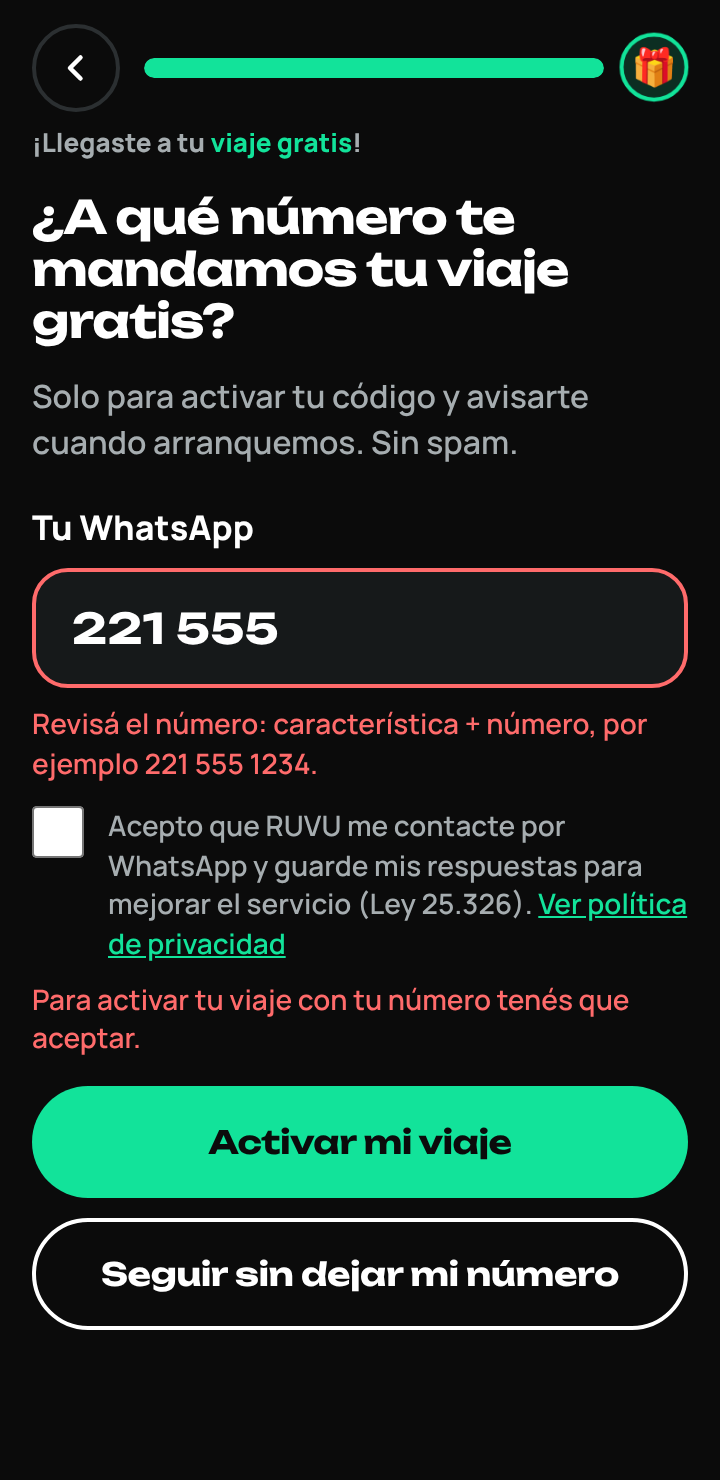 ¡Llegaste a tu viaje gratis!
¿A qué número te
mandamos tu viaje
gratis?
Solo para activar tu código y avisarte
cuando arranquemos. Sin spam.
Tu WhatsApp
221 555
Revisá el número: característica + número, por
ejemplo 221 555 1234.
Acepto que RUVU me contacte por
WhatsApp y guarde mis respuestas para
mejorar el servicio (Ley 25.326). Ver política
de privacidad
Para activar tu viaje con tu número tenés que
aceptar.
Activar mi viaje
Seguir sin dejar mi número